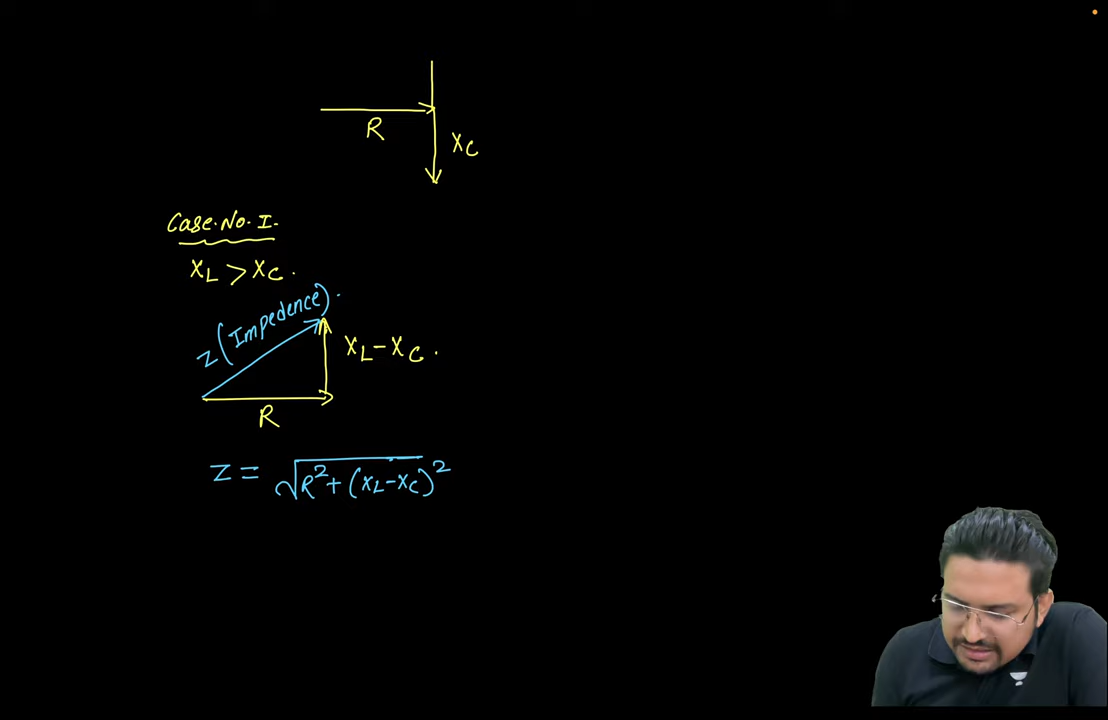 R
XC
Case.No.I.
XL > XC.
Z (Impedence).
XL-XC.
R
Z = √R²+(XL-XC)²